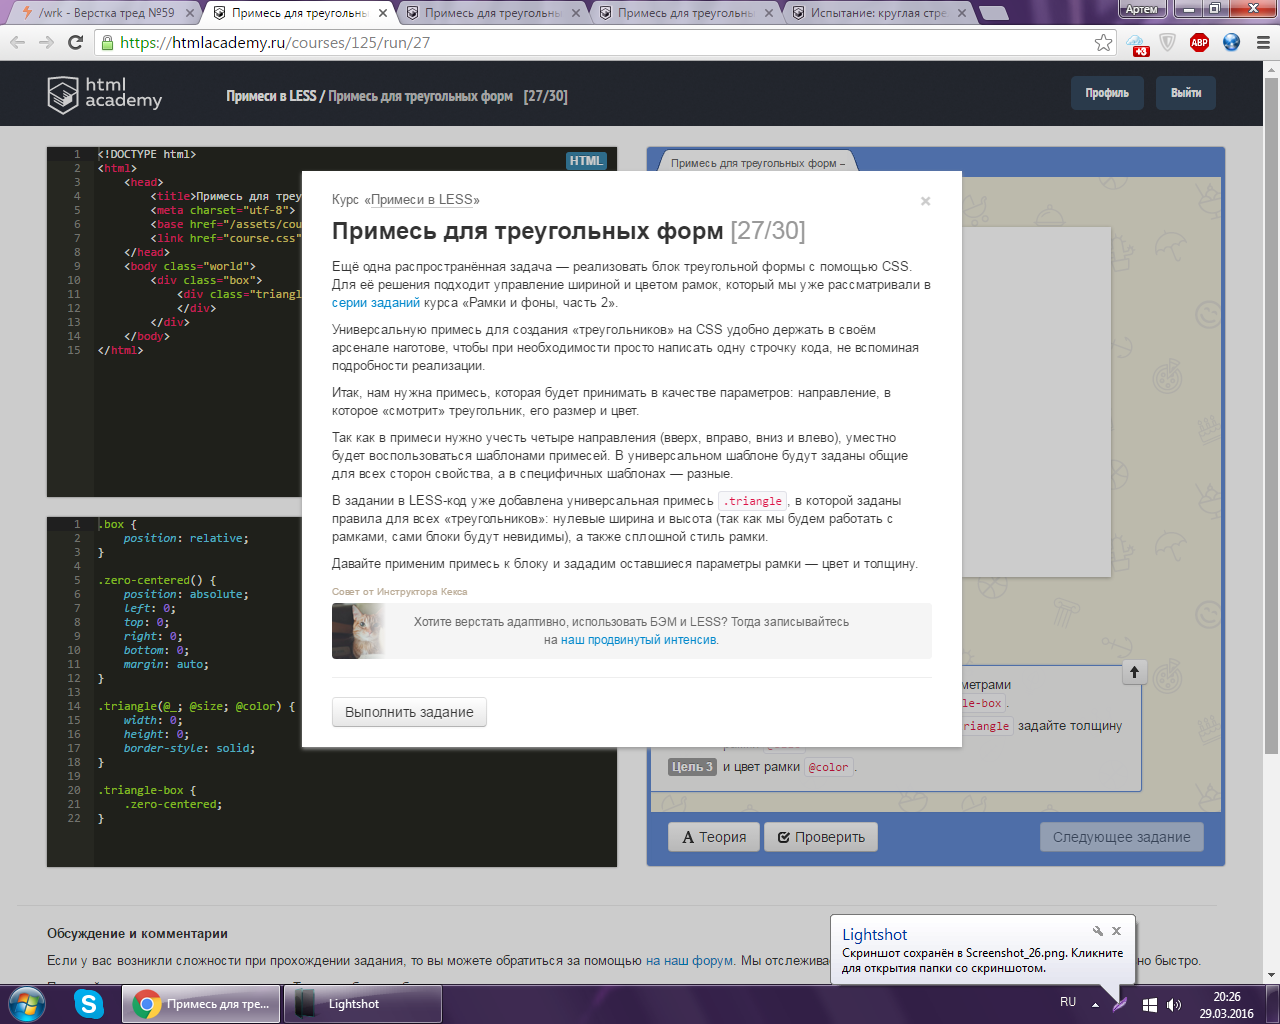 /wrk - Верстка тред №59
Примесь для треугольны
Примесь для треугольны
Примесь для треугольны
Испытание: круглая стре
Артем
https://htmlacademy.ru/courses/125/run/27
+3
ABP
html academy
Примеси в LESS / Примесь для треугольных форм [27/30]
Профиль
Выйти
1 <!DOCTYPE html>
2 <html>
3 <head>
4 <title>Примесь для треу
5 <meta charset="utf-8">
6 <base href="/assets/cou
7 <link href="course.css"
8 </head>
9 <body class="world">
10 <div class="box">
11 <div class="triangl
12 </div>
13 </div>
14 </body>
15 </html>
HTML
Примесь для треугольных форм –
Курс «Примеси в LESS»
×
Примесь для треугольных форм [27/30]
Ещё одна распространённая задача — реализовать блок треугольной формы с помощью CSS.
Для её решения подходит управление шириной и цветом рамок, который мы уже рассматривали в
серии заданий курса «Рамки и фоны, часть 2».
Универсальную примесь для создания «треугольников» на CSS удобно держать в своём
арсенале наготове, чтобы при необходимости просто написать одну строчку кода, не вспоминая
подробности реализации.
Итак, нам нужна примесь, которая будет принимать в качестве параметров: направление, в
которое «смотрит» треугольник, его размер и цвет.
Так как в примеси нужно учесть четыре направления (вверх, вправо, вниз и влево), уместно
будет воспользоваться шаблонами примесей. В универсальном шаблоне будут заданы общие
для всех сторон свойства, а в специфичных шаблонах — разные.
В задании в LESS-код уже добавлена универсальная примесь .triangle, в которой заданы
правила для всех «треугольников»: нулевые ширина и высота (так как мы будем работать с
рамками, сами блоки будут невидимы), а также сплошной стиль рамки.
Давайте применим примесь к блоку и зададим оставшиеся параметры рамки — цвет и толщину.
Совет от Инструктора Кекса
Хотите верстать адаптивно, использовать БЭМ и LESS? Тогда записывайтесь
на наш продвинутый интенсив.
Выполнить задание
1 .box {
2 position: relative;
3 }
4
5 .zero-centered() {
6 position: absolute;
7 left: 0;
8 top: 0;
9 right: 0;
10 bottom: 0;
11 margin: auto;
12 }
13
14 .triangle(@_; @size; @color) {
15 width: 0;
16 height: 0;
17 border-style: solid;
18 }
19
20 .triangle-box {
21 .zero-centered;
22 }
метрами
le-box .
riangle задайте толщину
Цель 3 и цвет рамки @color .
Теория
Проверить
Следующее задание
Обсуждение и комментарии
Если у вас возникли сложности при прохождении задания, то вы можете обратиться за помощью на наш форум. Мы отслежива
но быстро.
Lightshot
Скриншот сохранён в Screenshot_26.png. Кликните
для открытия папки со скриншотом.
Примесь для тре...
Lightshot
RU
20:26
29.03.2016